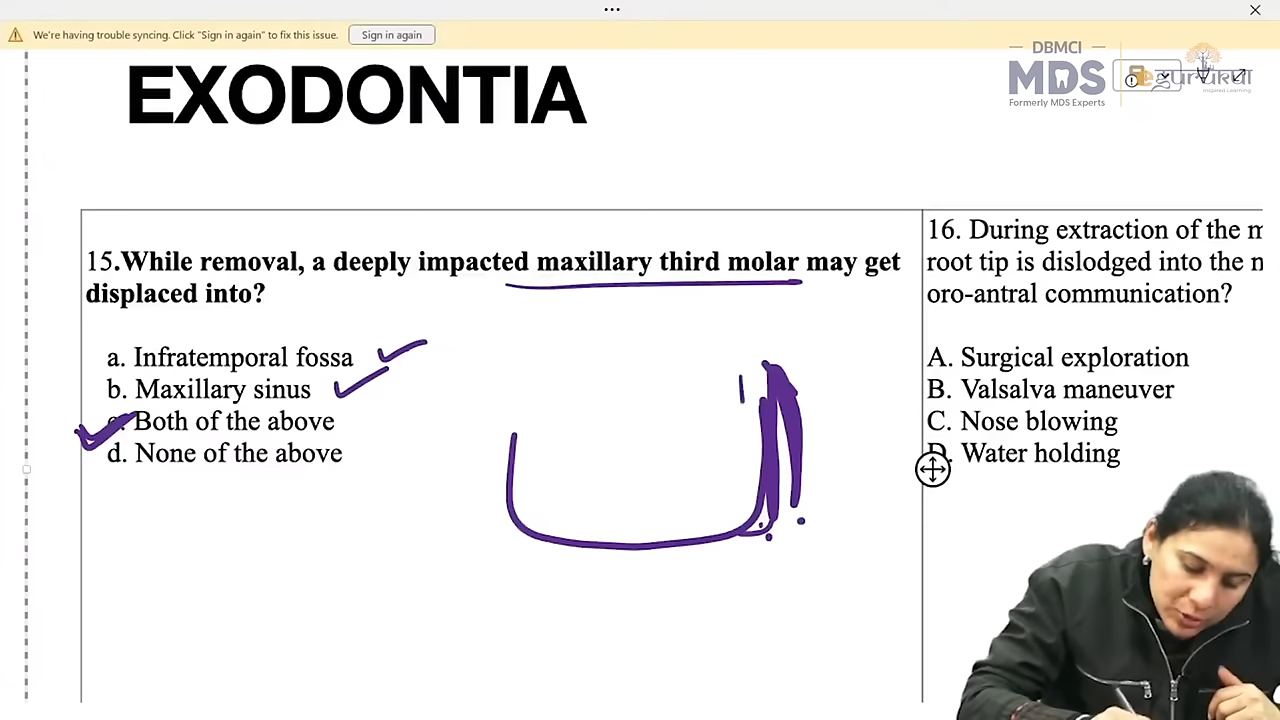 ...
We're having trouble syncing. Click "Sign in again" to fix this issue.
Sign in again
EXODONTIA
DBMCI
MDS
Formerly MDS Experts
Inspired Learning
15.While removal, a deeply impacted maxillary third molar may get
displaced into?
a. Infratemporal fossa
b. Maxillary sinus
Both of the above
d. None of the above
16. During extraction of the m
root tip is dislodged into the n
oro-antral communication?
A. Surgical exploration
B. Valsalva maneuver
C. Nose blowing
D. Water holding